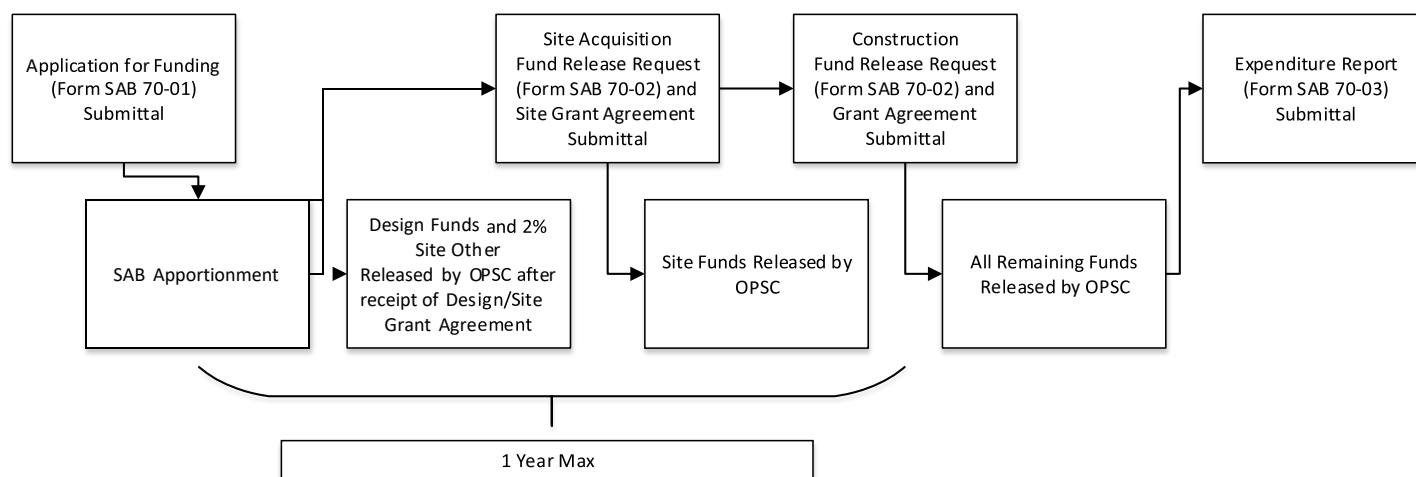 Application for Funding
(Form SAB 70-01)
Submittal
Site Acquisition
Fund Release Request
(Form SAB 70-02) and
Site Grant Agreement
Submittal
Construction
Fund Release Request
(Form SAB 70-02) and
Grant Agreement
Submittal
Expenditure Report
(Form SAB 70-03)
Submittal
SAB Apportionment
Design Funds and 2%
Site Other
Released by OPSC after
receipt of Design/Site
Grant Agreement
Site Funds Released by
OPSC
All Remaining Funds
Released by OPSC
1 Year Max